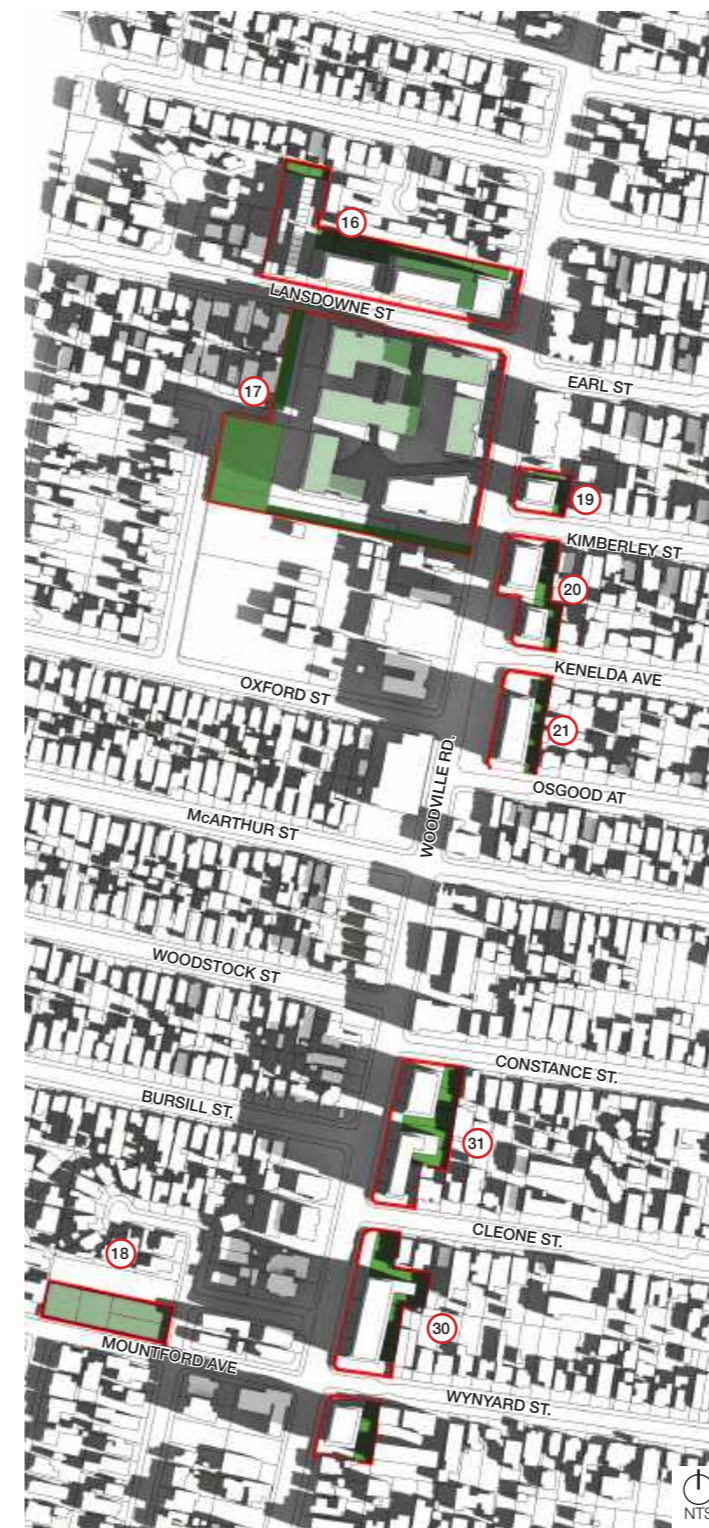 16
LANSDOWNE ST
EARL ST
17
19
KIMBERLEY ST
20
KENELDA AVE
OXFORD ST
21
OSGOOD AT
WOODVILLE RD.
McARTHUR ST
WOODSTOCK ST
CONSTANCE ST.
BURSILL ST.
31
CLEONE ST.
18
30
MOUNTFORD AVE
WYNYARD ST.
NTS